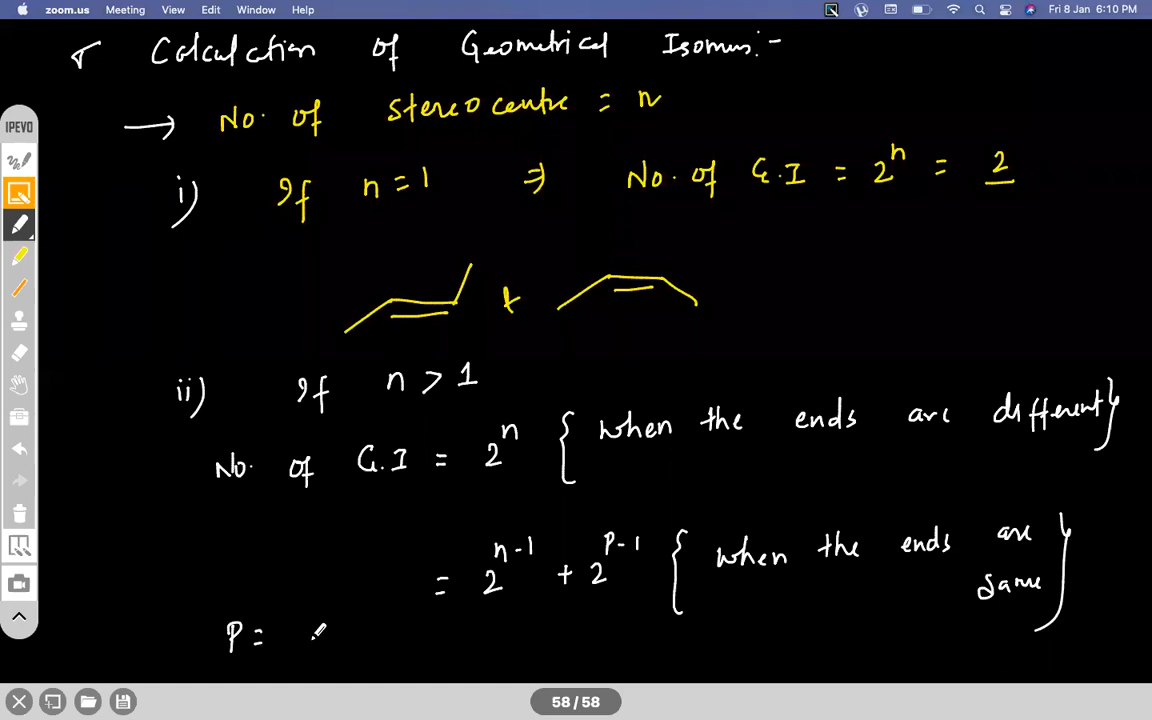 zoom.us Meeting View Edit Window Help Fri 8 Jan 6:10 PM
Calculation of Geometrical Isomers:-
IPEVO
→ No. of stereocentre = n
i) If n = 1 ⇒ No. of G.I = 2^n = 2
+
ii) If n > 1
No. of G.I = 2^n { when the ends are different }
= 2^(n-1) + 2^(P-1) { when the ends are
same }
P =
58 / 58